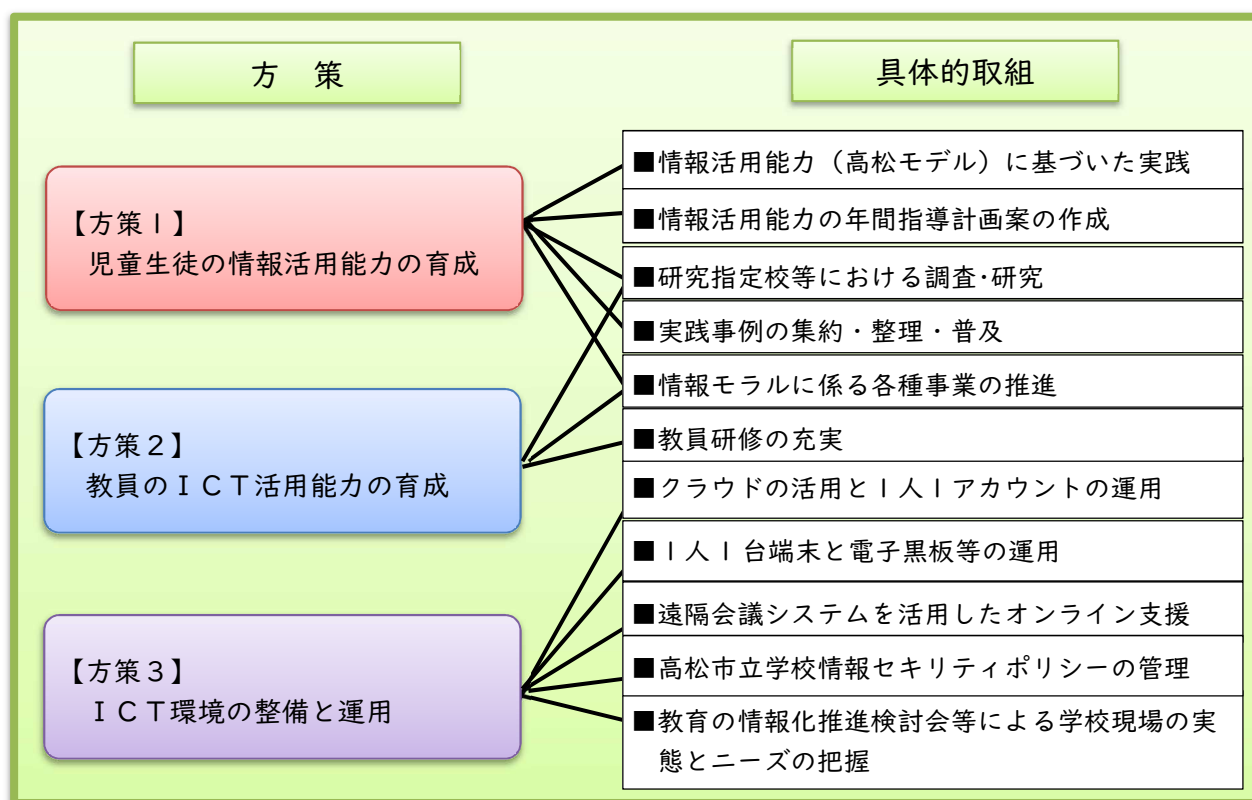 方　策
具体的取組
【方策１】
児童生徒の情報活用能力の育成
【方策２】
教員のＩＣＴ活用能力の育成
【方策３】
ＩＣＴ環境の整備と運用
■情報活用能力（高松モデル）に基づいた実践
■情報活用能力の年間指導計画案の作成
■研究指定校等における調査･研究
■実践事例の集約・整理・普及
■情報モラルに係る各種事業の推進
■教員研修の充実
■クラウドの活用と１人１アカウントの運用
■１人１台端末と電子黒板等の運用
■遠隔会議システムを活用したオンライン支援
■高松市立学校情報セキリティポリシーの管理
■教育の情報化推進検討会等による学校現場の実
態とニーズの把握